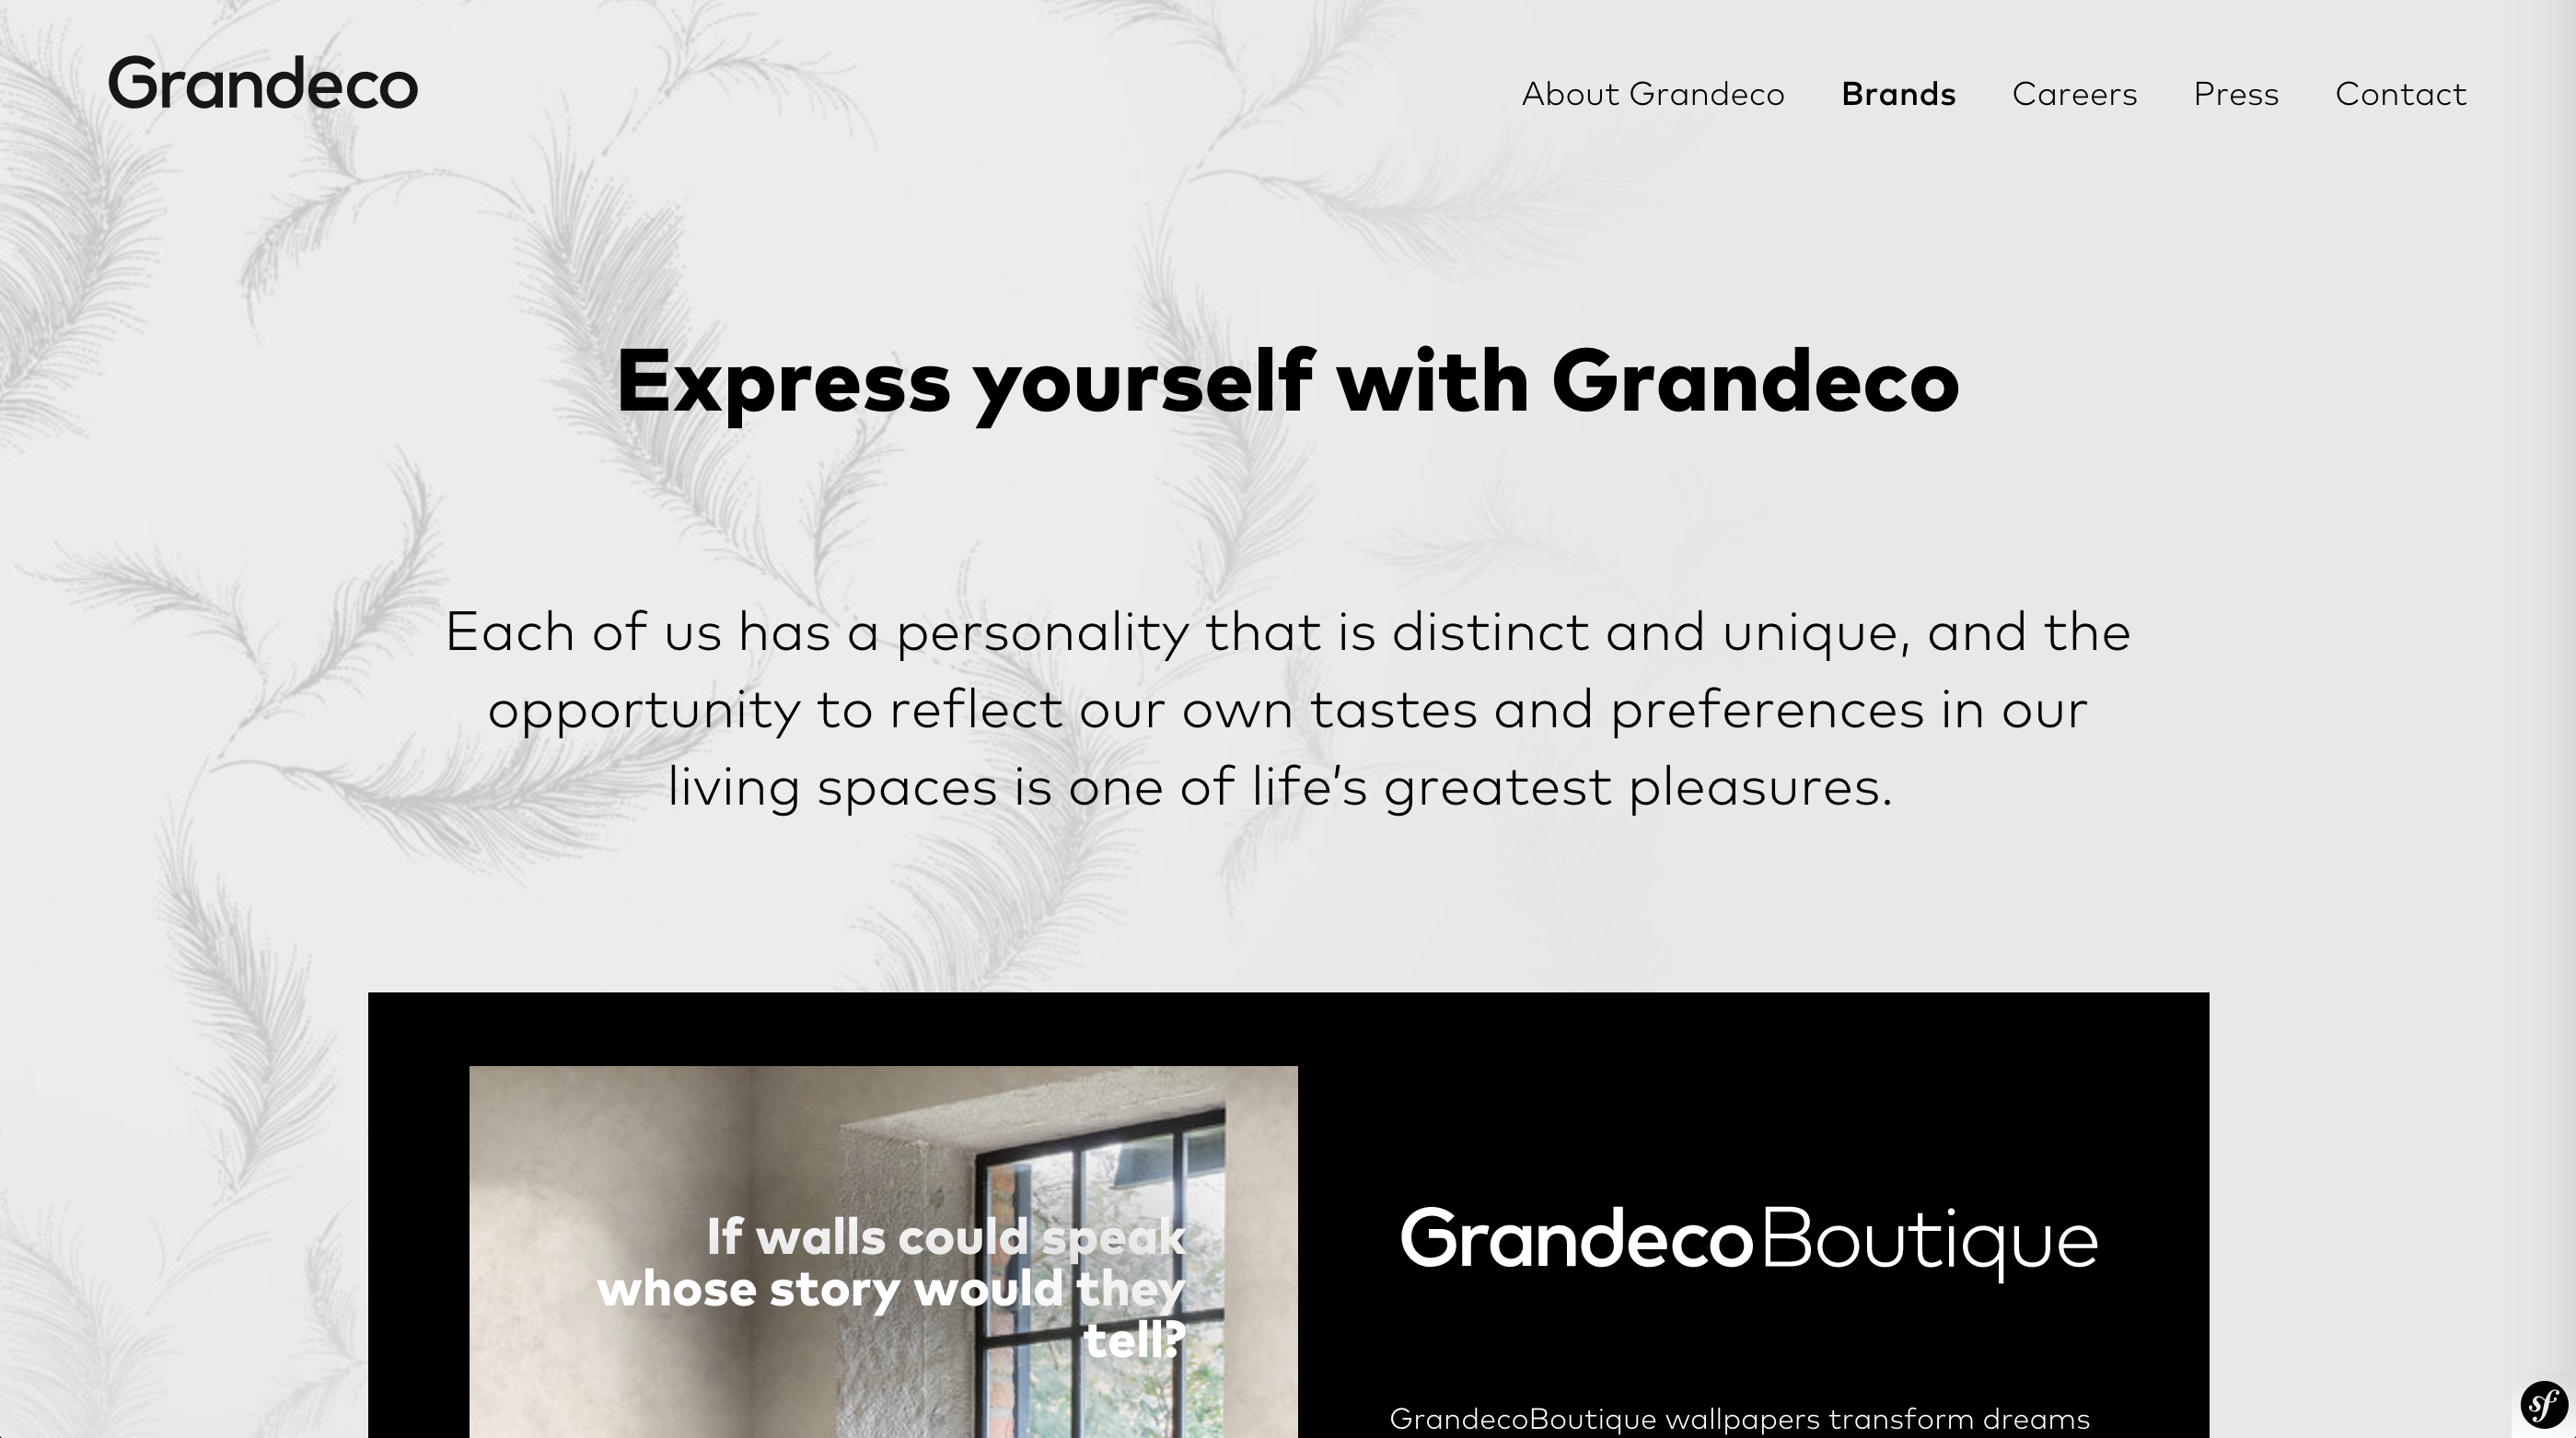 Grandeco
About Grandeco Brands Careers Press Contact
Express yourself with Grandeco
Each of us has a personality that is distinct and unique, and the
opportunity to reflect our own tastes and preferences in our
living spaces is one of life’s greatest pleasures.
If walls could speak
whose story would they
tell?
GrandecoBoutique
GrandecoBoutique wallpapers transform dreams
sf